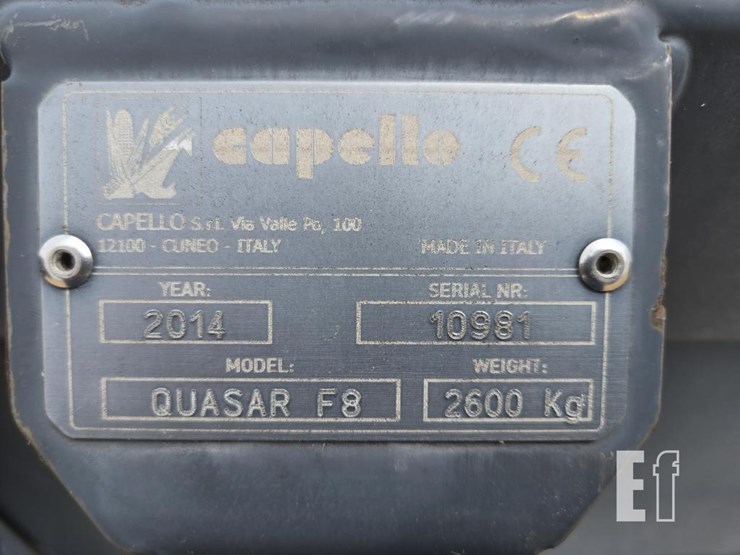 capello CE
CAPELLO S.r.l. Via Valle Po, 100
12100 - CUNEO - ITALY
MADE IN ITALY
YEAR:
SERIAL NR:
2014
10981
MODEL:
WEIGHT:
QUASAR F8
2600 Kg
Ef